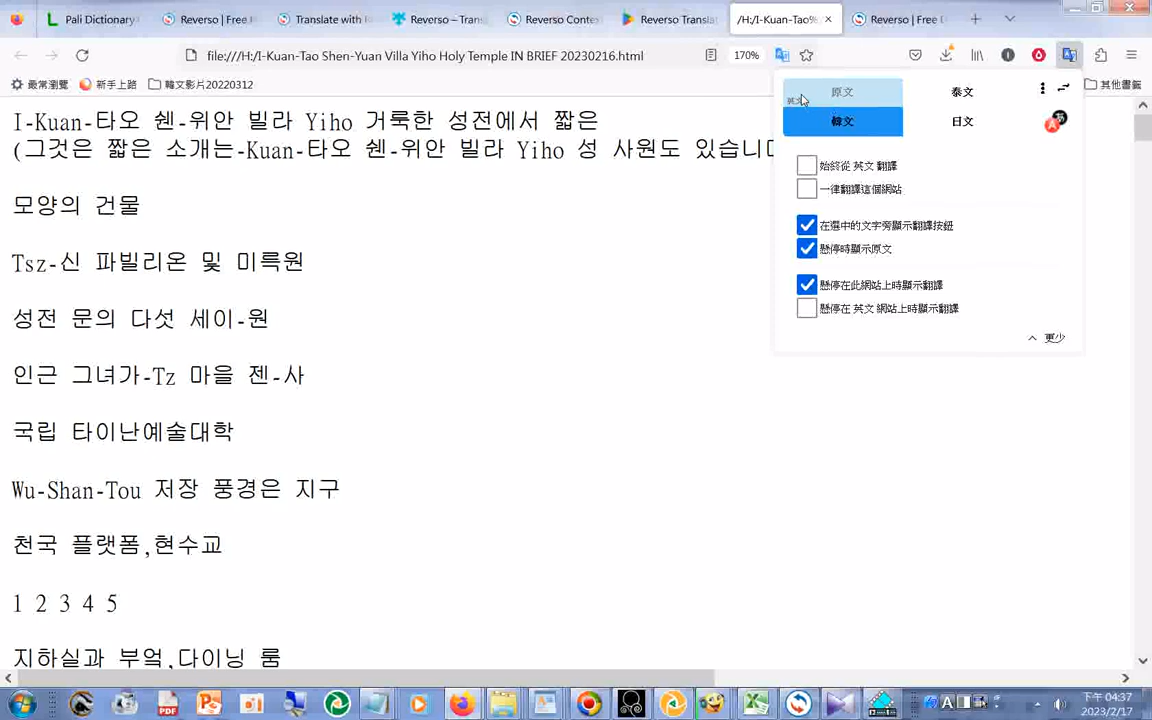 Pali Dictionary
Reverso | Free
Translate with
Reverso – Tran
Reverso Conte
Reverso Transla
/H:/I-Kuan-Tao%
Reverso | Free
file:///H:/I-Kuan-Tao Shen-Yuan Villa Yiho Holy Temple IN BRIEF 20230216.html
170%
最常瀏覽 新手上路 韓文影片20220312 其他書籤
原文 泰文
英文
韓文 日文
始終從 英文 翻譯
一律翻譯這個網站
在選中的文字旁顯示翻譯按鈕
懸停時顯示原文
懸停在此網站上時顯示翻譯
懸停在 英文 網站上時顯示翻譯
更少
I-Kuan-타오 쉔-위안 빌라 Yiho 거룩한 성전에서 짧은
(그것은 짧은 소개는-Kuan-타오 쉔-위안 빌라 Yiho 성 사원도 있습니다
모양의 건물
Tsz-신 파빌리온 및 미륵원
성전 문의 다섯 세이-원
인근 그녀가-Tz 마을 젠-사
국립 타이난예술대학
Wu-Shan-Tou 저장 풍경은 지구
천국 플랫폼,현수교
1 2 3 4 5
지하실과 부엌,다이닝 룸
下午 04:37
2023/2/17